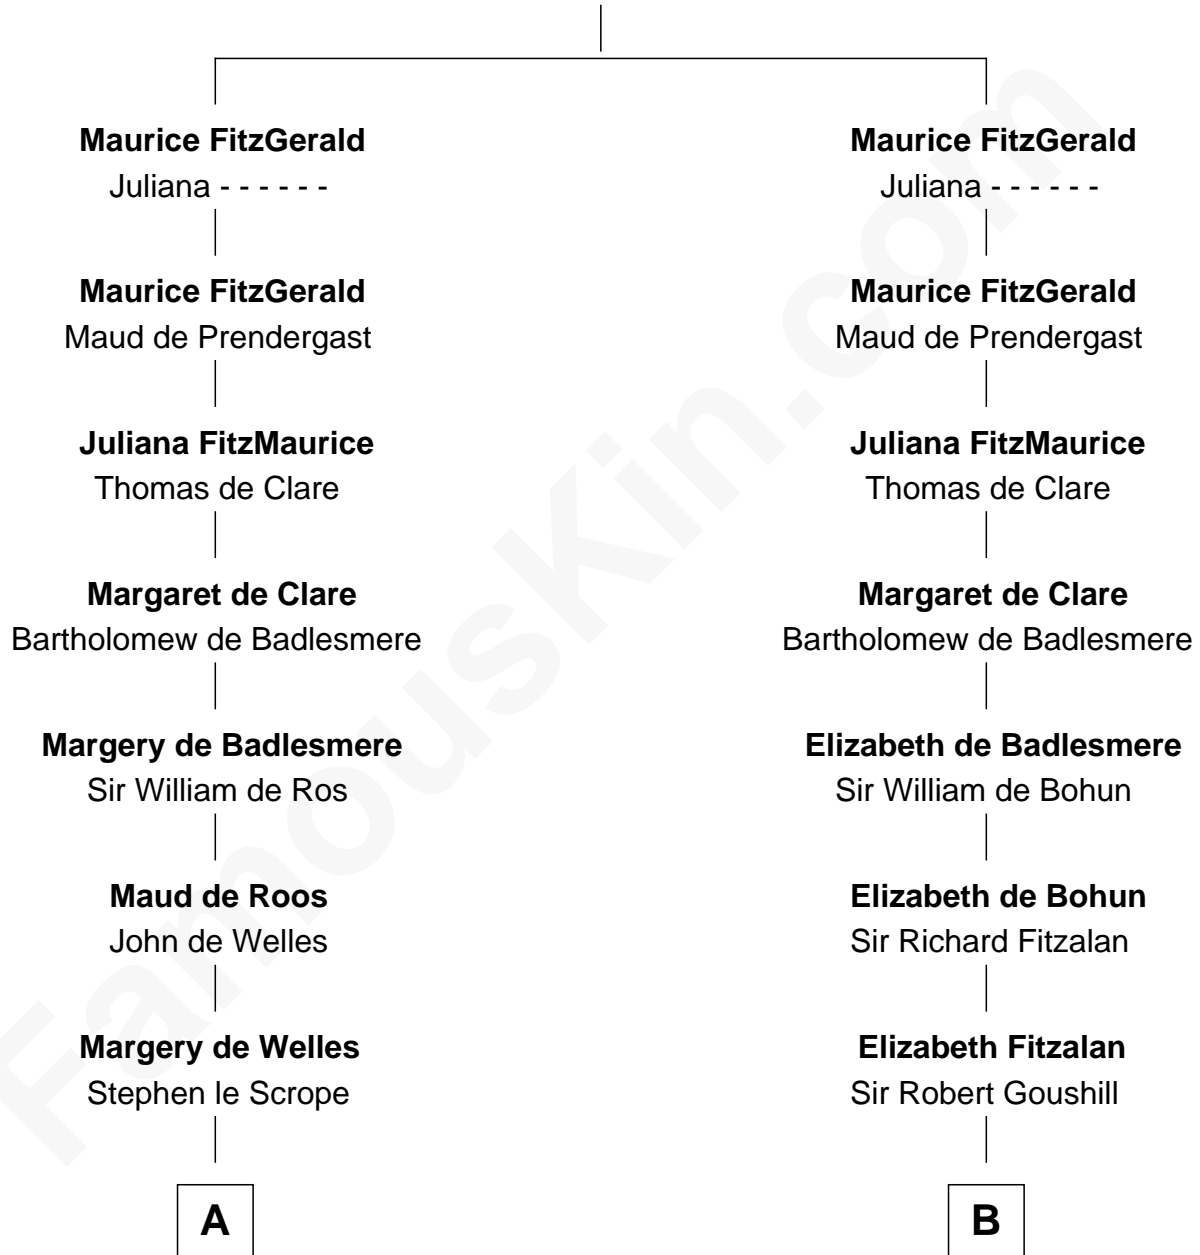 Maurice FitzGerald
Juliana - - - - - -
Maurice FitzGerald
Maud de Prendergast
Juliana FitzMaurice
Thomas de Clare
Margaret de Clare
Bartholomew de Badlesmere
Margery de Badlesmere
Sir William de Ros
Maud de Roos
John de Welles
Margery de Welles
Stephen le Scrope
A
Maurice FitzGerald
Juliana - - - - - -
Maurice FitzGerald
Maud de Prendergast
Juliana FitzMaurice
Thomas de Clare
Margaret de Clare
Bartholomew de Badlesmere
Elizabeth de Badlesmere
Sir William de Bohun
Elizabeth de Bohun
Sir Richard Fitzalan
Elizabeth Fitzalan
Sir Robert Goushill
B
FamousKin.com